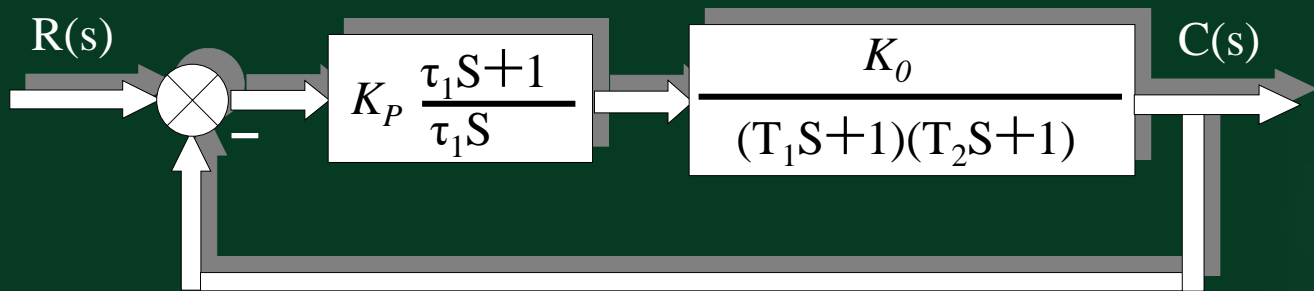 R(s)
−
K_P (τ₁S+1)/(τ₁S)
K₀/((T₁S+1)(T₂S+1))
C(s)